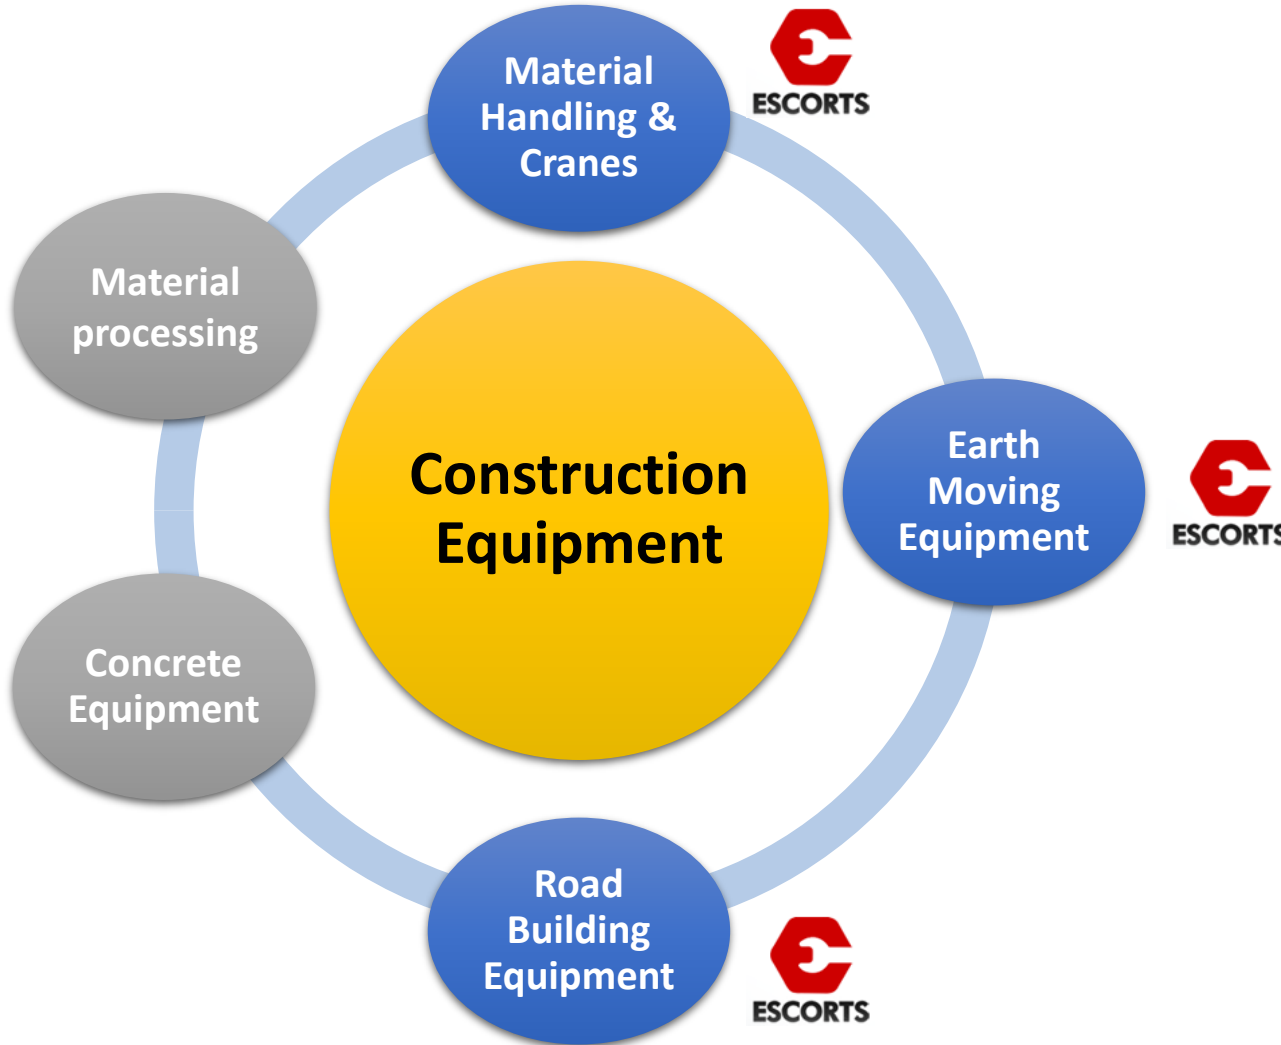 Material
Handling &
Cranes
ESCORTS
Material
processing
Earth
Moving
Equipment
ESCORTS
Construction
Equipment
Concrete
Equipment
Road
Building
Equipment
ESCORTS